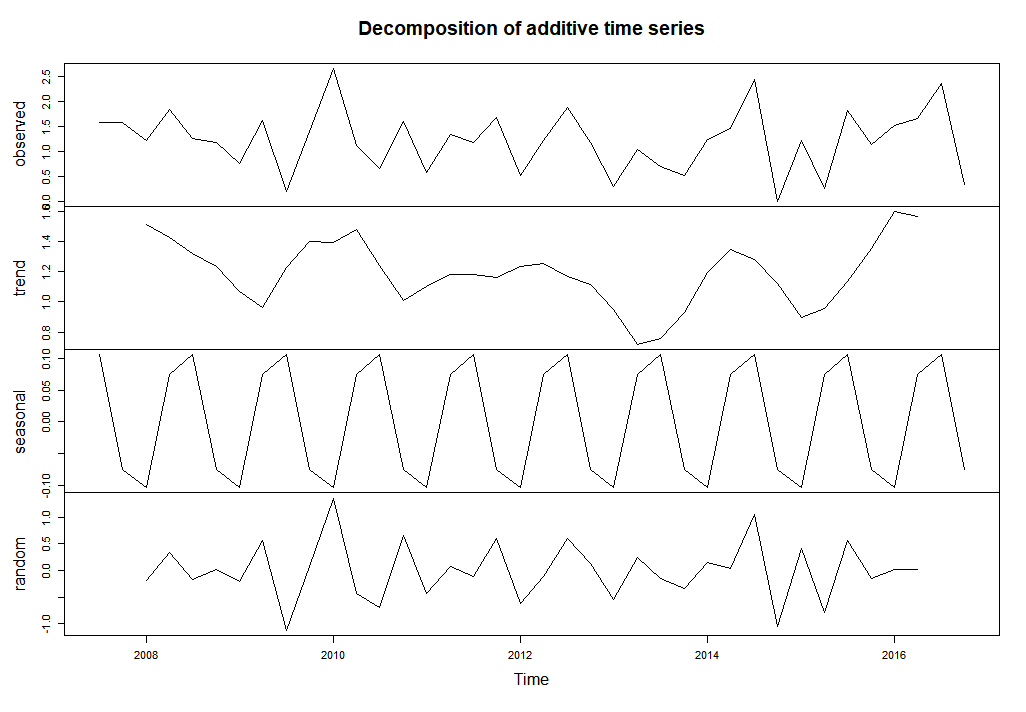 Decomposition of additive time series
observed
0.0 0.5 1.0 1.5 2.0 2.5
trend
0.8 1.0 1.2 1.4 1.6
seasonal
-0.10 0.00 0.05 0.10
random
-1.0 0.0 0.5 1.0
2008 2010 2012 2014 2016
Time